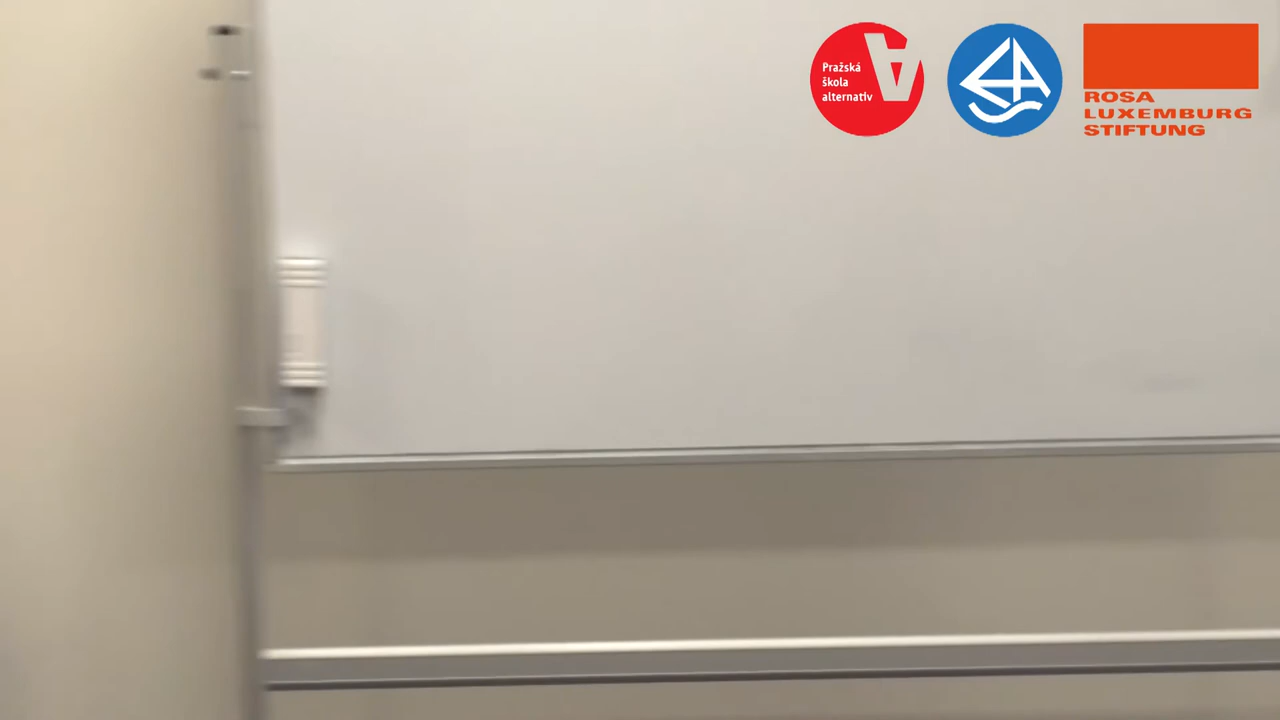 Pražská
škola
alternativ
ROSA
LUXEMBURG
STIFTUNG